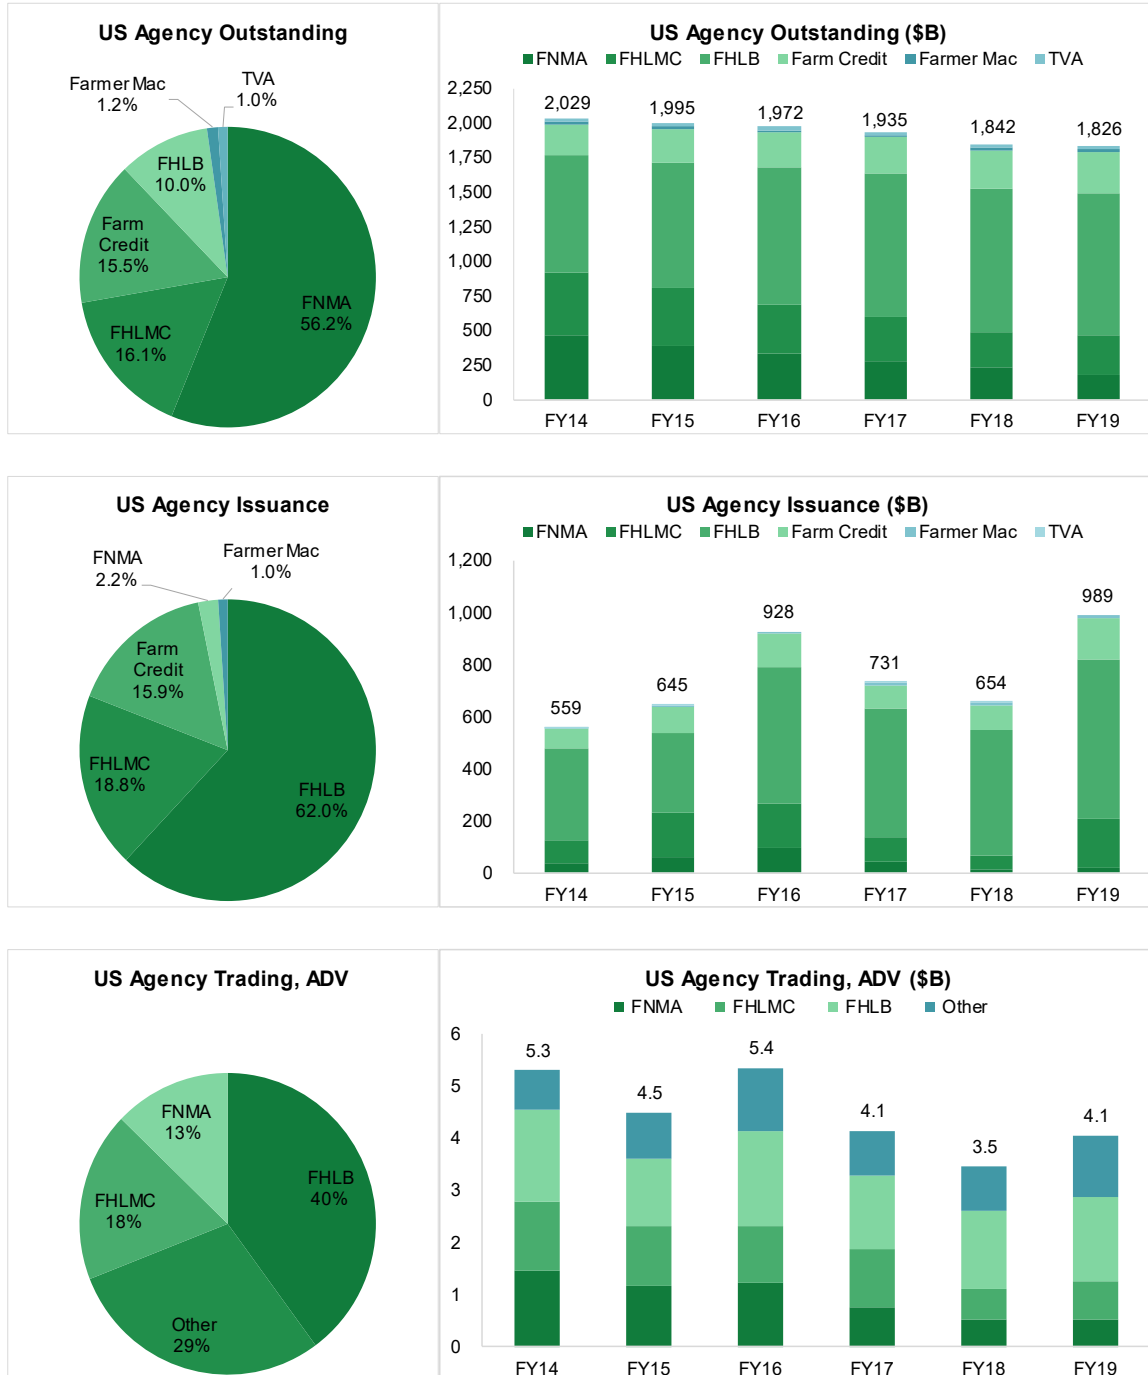 US Agency Outstanding
Farmer Mac
1.2%
TVA
1.0%
FHLB
10.0%
Farm
Credit
15.5%
FHLMC
16.1%
FNMA
56.2%
US Agency Outstanding ($B)
FNMA FHLMC FHLB Farm Credit Farmer Mac TVA
2,250
2,000
1,750
1,500
1,250
1,000
750
500
250
0
2,029 1,995 1,972 1,935 1,842 1,826
FY14 FY15 FY16 FY17 FY18 FY19
US Agency Issuance
FNMA
2.2%
Farmer Mac
1.0%
Farm
Credit
15.9%
FHLMC
18.8%
FHLB
62.0%
US Agency Issuance ($B)
FNMA FHLMC FHLB Farm Credit Farmer Mac TVA
1,200
1,000
800
600
400
200
0
559 645 928 731 654 989
FY14 FY15 FY16 FY17 FY18 FY19
US Agency Trading, ADV
FNMA
13%
FHLB
40%
FHLMC
18%
Other
29%
US Agency Trading, ADV ($B)
FNMA FHLMC FHLB Other
6
5
4
3
2
1
0
5.3 4.5 5.4 4.1 3.5 4.1
FY14 FY15 FY16 FY17 FY18 FY19